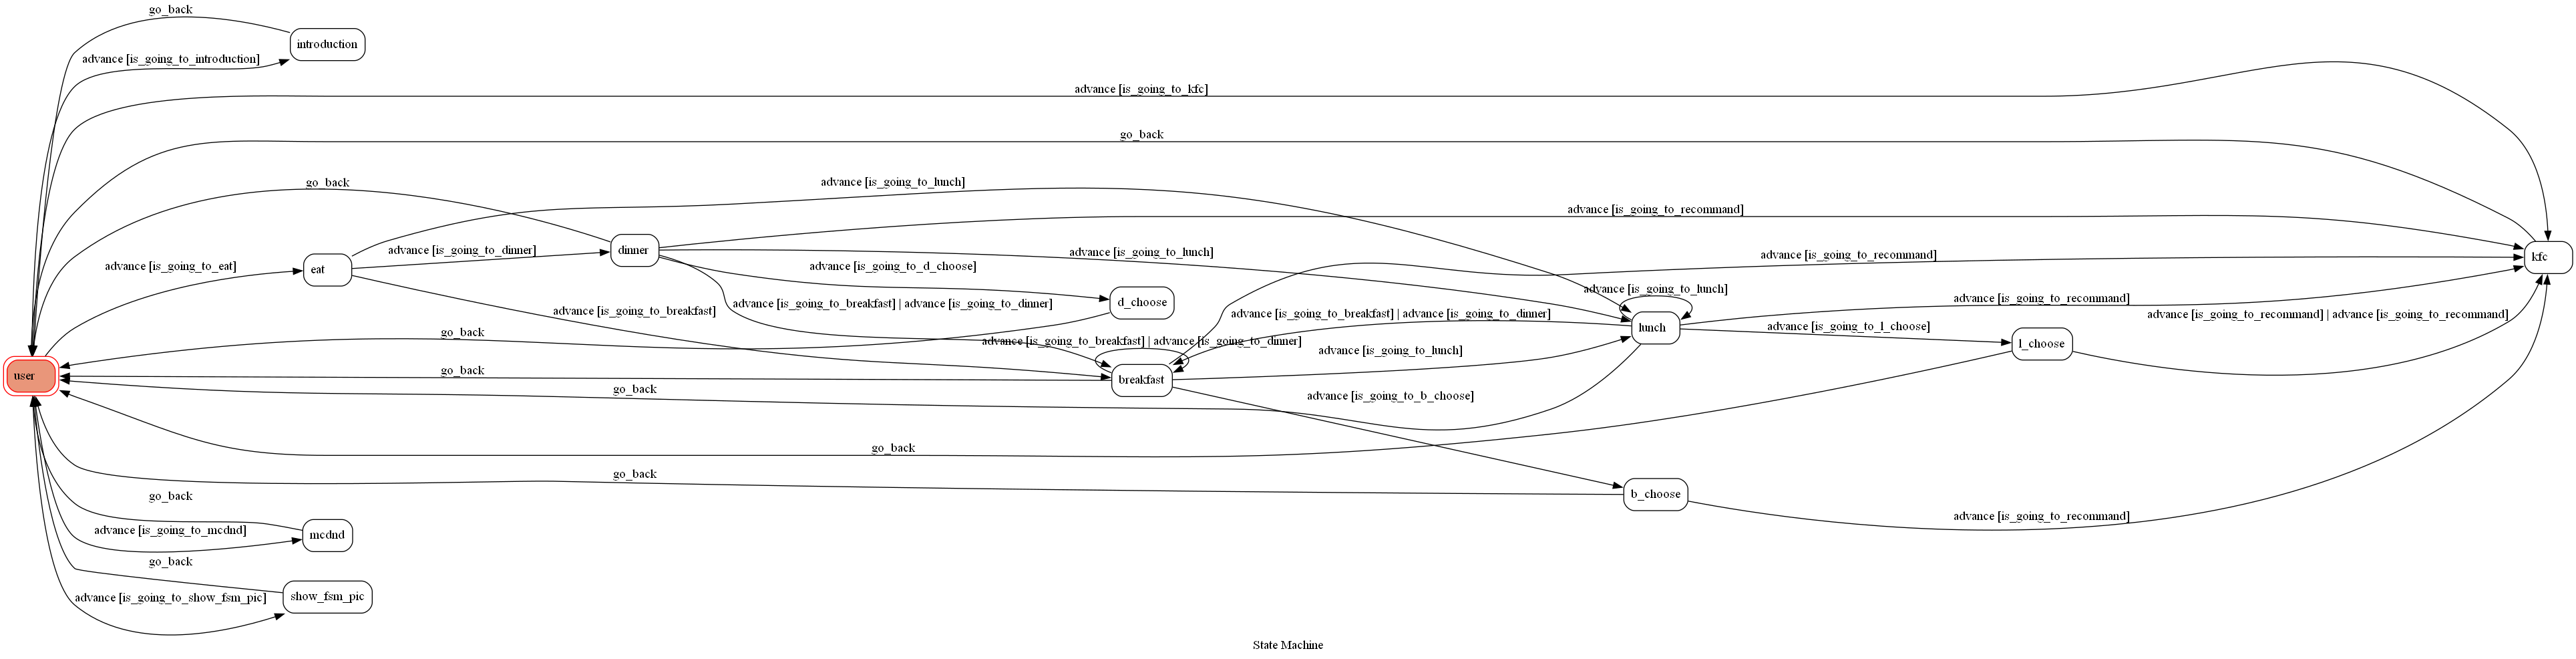 go_back
introduction
advance [is_going_to_introduction]
advance [is_going_to_kfc]
go_back
go_back
advance [is_going_to_lunch]
advance [is_going_to_recommand]
advance [is_going_to_eat]
eat
advance [is_going_to_dinner]
dinner
advance [is_going_to_lunch]
advance [is_going_to_d_choose]
advance [is_going_to_recommand]
kfc
advance [is_going_to_breakfast]
advance [is_going_to_breakfast] | advance [is_going_to_dinner]
d_choose
advance [is_going_to_lunch]
advance [is_going_to_breakfast] | advance [is_going_to_dinner]
lunch
advance [is_going_to_recommand]
advance [is_going_to_l_choose]
l_choose
advance [is_going_to_recommand] | advance [is_going_to_recommand]
go_back
advance [is_going_to_breakfast] | advance [is_going_to_dinner]
advance [is_going_to_lunch]
user
go_back
breakfast
go_back
advance [is_going_to_b_choose]
go_back
go_back
b_choose
go_back
advance [is_going_to_mcdnd]
mcdnd
advance [is_going_to_recommand]
go_back
advance [is_going_to_show_fsm_pic]
show_fsm_pic
State Machine